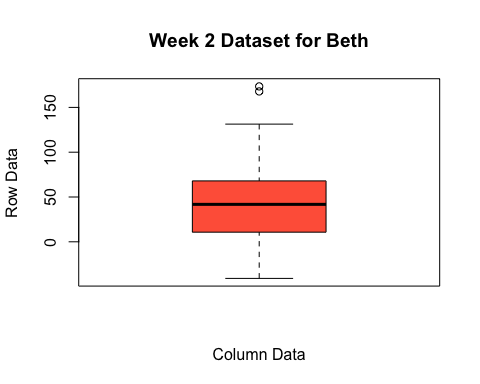 Week 2 Dataset for Beth
Row Data
150
100
50
0
Column Data